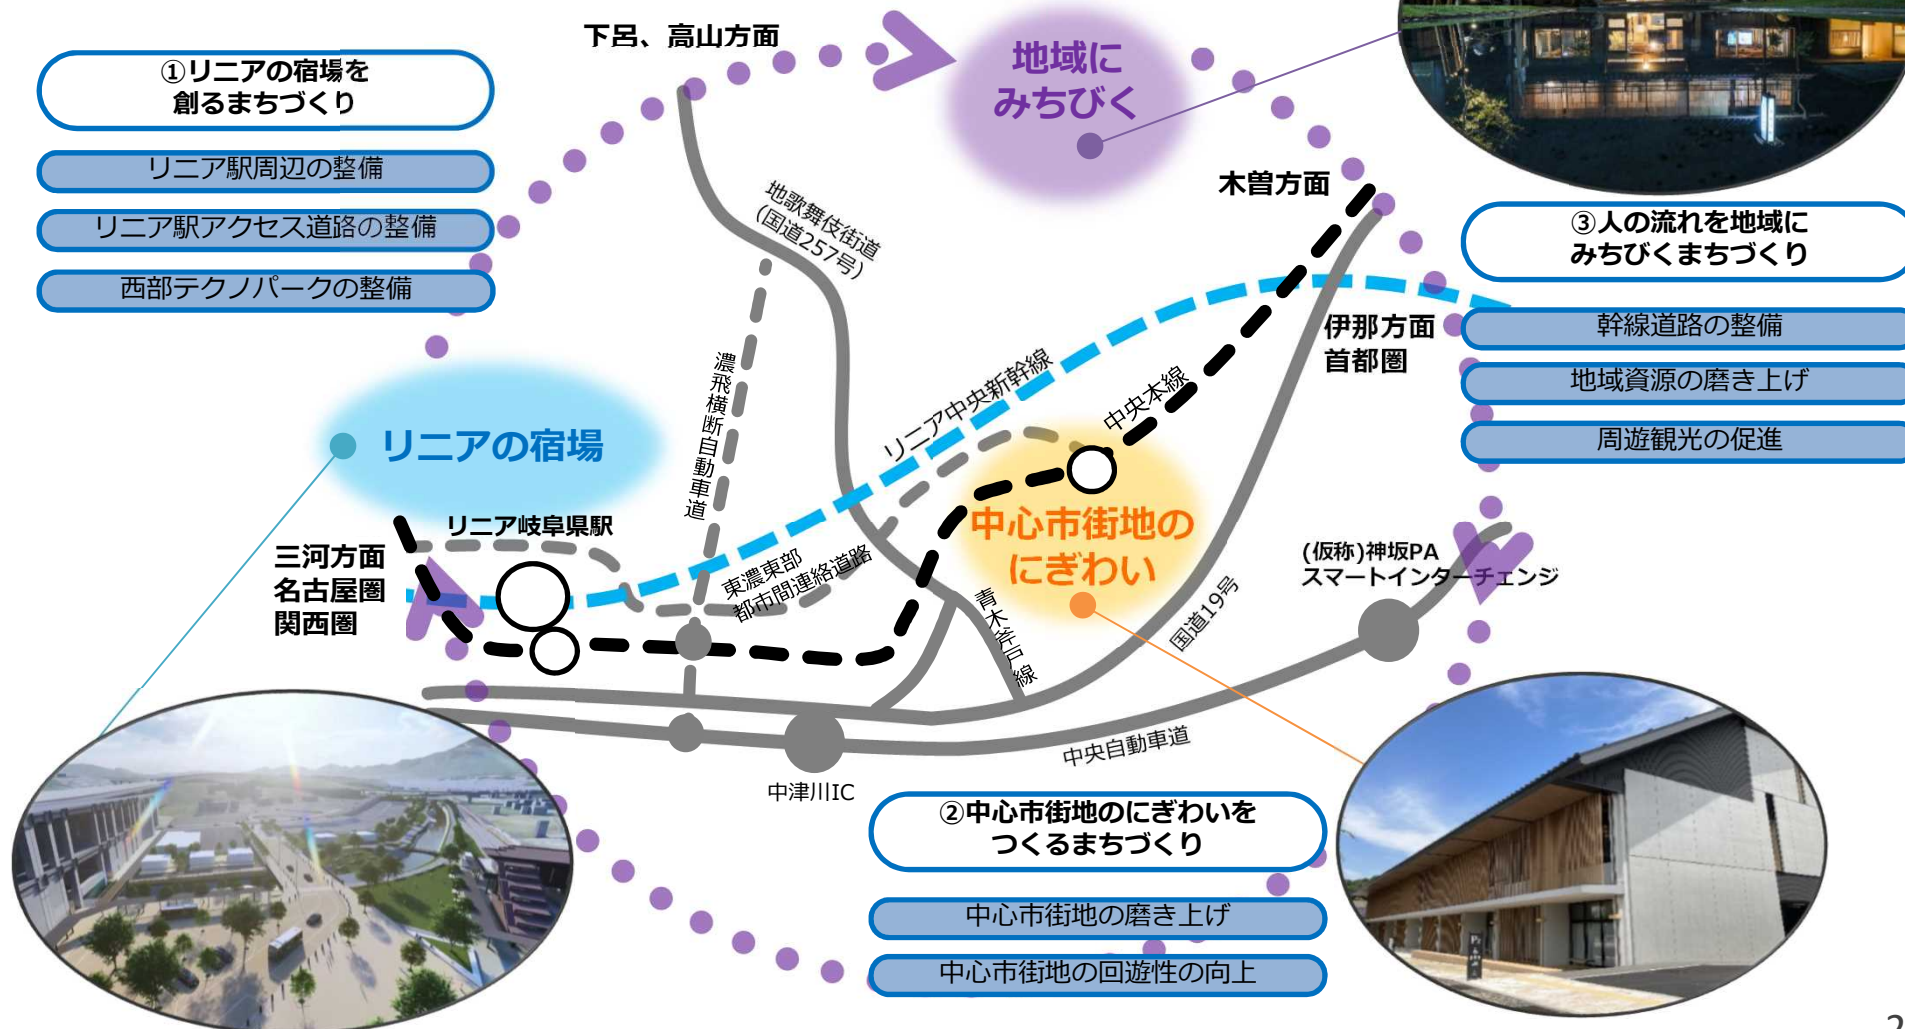 下呂、高山方面
①リニアの宿場を
創るまちづくり
リニア駅周辺の整備
リニア駅アクセス道路の整備
西部テクノパークの整備
地域に
みちびく
木曽方面
③人の流れを地域に
みちびくまちづくり
幹線道路の整備
地域資源の磨き上げ
周遊観光の促進
地歌舞伎街道
(国道257号)
伊那方面
首都圏
濃飛横断自動車道
リニア中央新幹線
中央本線
リニアの宿場
リニア岐阜県駅
三河方面
名古屋圏
関西圏
東濃東部
都市間連絡道路
中心市街地の
にぎわい
青木斧戸線
国道19号
(仮称)神坂PA
スマートインターチェンジ
中央自動車道
中津川IC
②中心市街地のにぎわいを
つくるまちづくり
中心市街地の磨き上げ
中心市街地の回遊性の向上
2